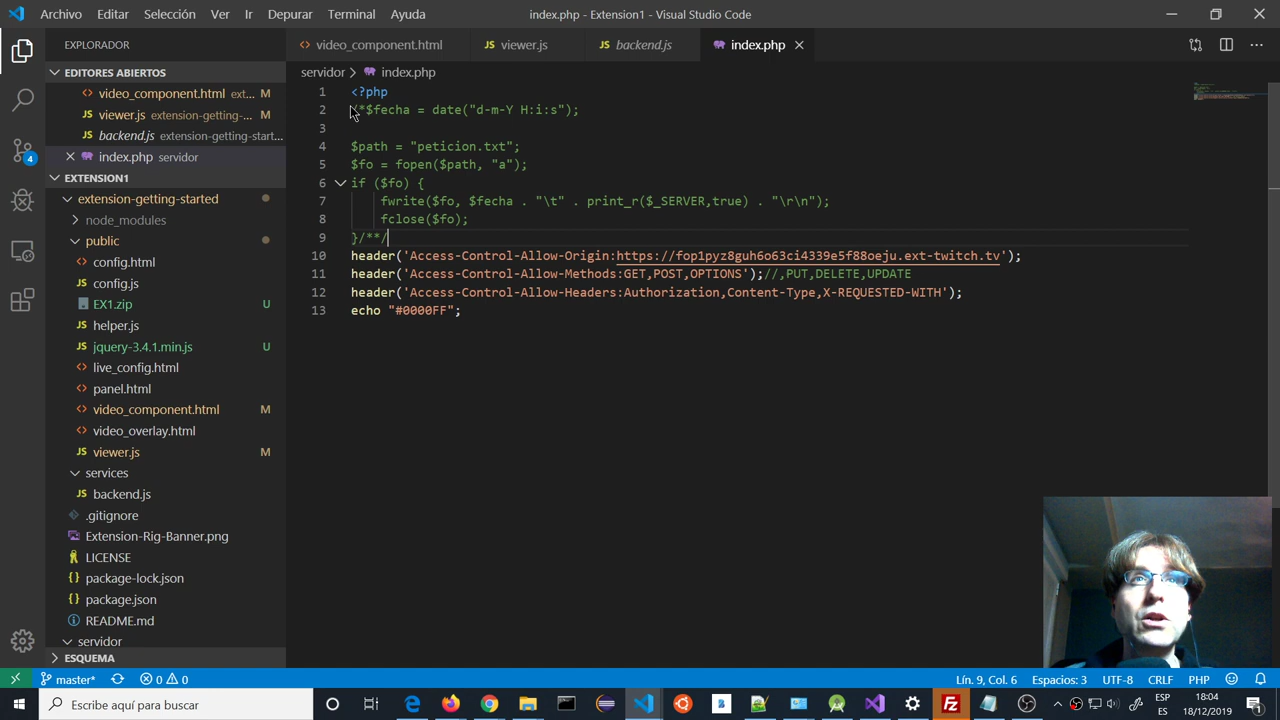 Archivo Editar Selección Ver Ir Depurar Terminal Ayuda index.php - Extension1 - Visual Studio Code
EXPLORADOR
video_component.html viewer.js backend.js index.php
EDITORES ABIERTOS
servidor index.php
video_component.html ext... M
viewer.js extension-getting-... M
backend.js extension-getting-start...
index.php servidor
EXTENSION1
extension-getting-started
node_modules
public
config.html
config.js
EX1.zip U
helper.js
jquery-3.4.1.min.js U
live_config.html
panel.html
video_component.html M
video_overlay.html
viewer.js M
services
backend.js
.gitignore
Extension-Rig-Banner.png
LICENSE
package-lock.json
package.json
README.md
servidor
ESQUEMA
4
1 <?php
2 *$fecha = date("d-m-Y H:i:s");
3
4 $path = "peticion.txt";
5 $fo = fopen($path, "a");
6 if ($fo) {
7 fwrite($fo, $fecha . "\t" . print_r($_SERVER,true) . "\r\n");
8 fclose($fo);
9 }/**/
10 header('Access-Control-Allow-Origin:https://fop1pyz8guh6o63ci4339e5f88oeju.ext-twitch.tv');
11 header('Access-Control-Allow-Methods:GET,POST,OPTIONS');//,PUT,DELETE,UPDATE
12 header('Access-Control-Allow-Headers:Authorization,Content-Type,X-REQUESTED-WITH');
13 echo "#0000FF";
master* 0 0 Lín. 9, Col. 6 Espacios: 3 UTF-8 CRLF PHP
Escribe aquí para buscar
ESP
ES
18:04
18/12/2019
1